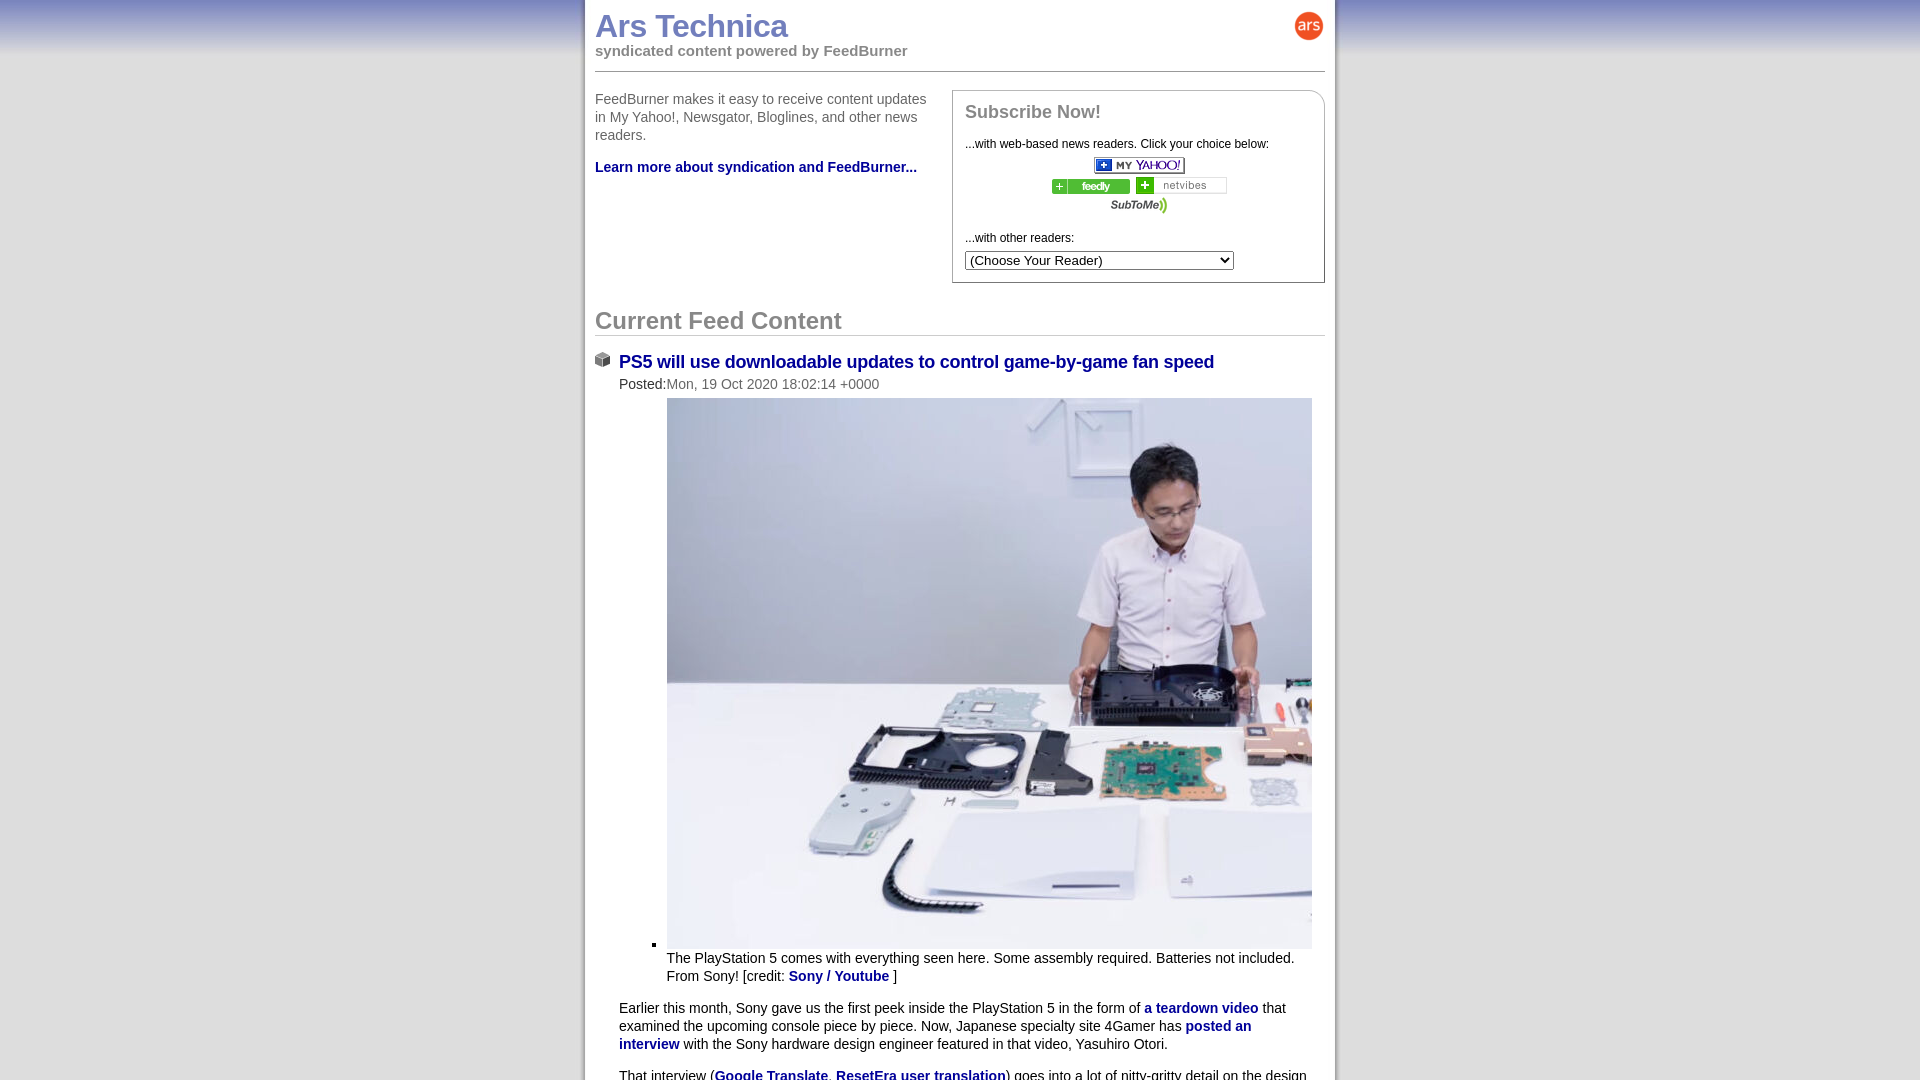 Ars Technica
ars
syndicated content powered by FeedBurner
FeedBurner makes it easy to receive content updates
in My Yahoo!, Newsgator, Bloglines, and other news
readers.
Learn more about syndication and FeedBurner...
Subscribe Now!
...with web-based news readers. Click your choice below:
MY YAHOO!
feedly netvibes
SubToMe
...with other readers:
(Choose Your Reader)
Current Feed Content
PS5 will use downloadable updates to control game-by-game fan speed
Posted:Mon, 19 Oct 2020 18:02:14 +0000
The PlayStation 5 comes with everything seen here. Some assembly required. Batteries not included.
From Sony! [credit: Sony / Youtube ]
Earlier this month, Sony gave us the first peek inside the PlayStation 5 in the form of a teardown video that
examined the upcoming console piece by piece. Now, Japanese specialty site 4Gamer has posted an
interview with the Sony hardware design engineer featured in that video, Yasuhiro Otori.
That interview (Google Translate, ResetEra user translation) goes into a lot of nitty-gritty detail on the design